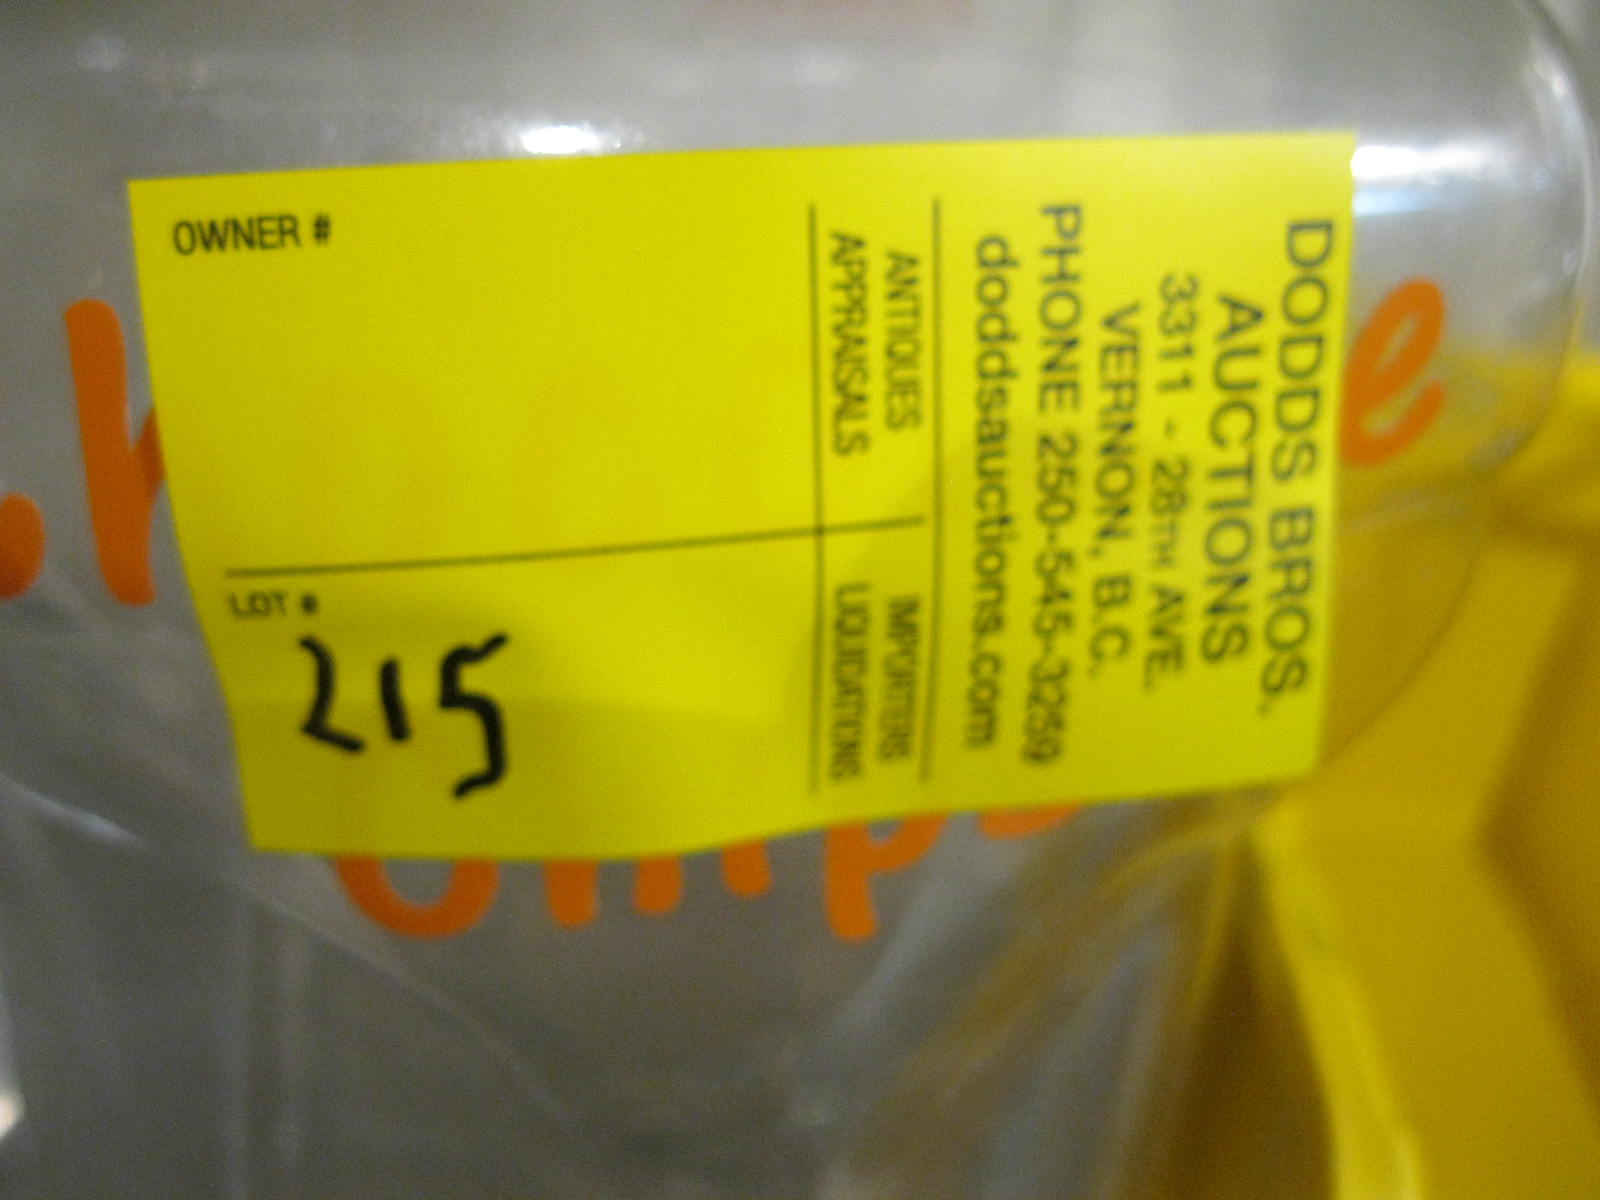 DODDS BROS.
AUCTIONS
3311 - 28TH AVE.
VERNON, B.C.
PHONE 250-545-3259
doddsauctions.com
ANTIQUES
APPRAISALS
IMPORTERS
LIQUIDATIONS
OWNER #
LOT #
215